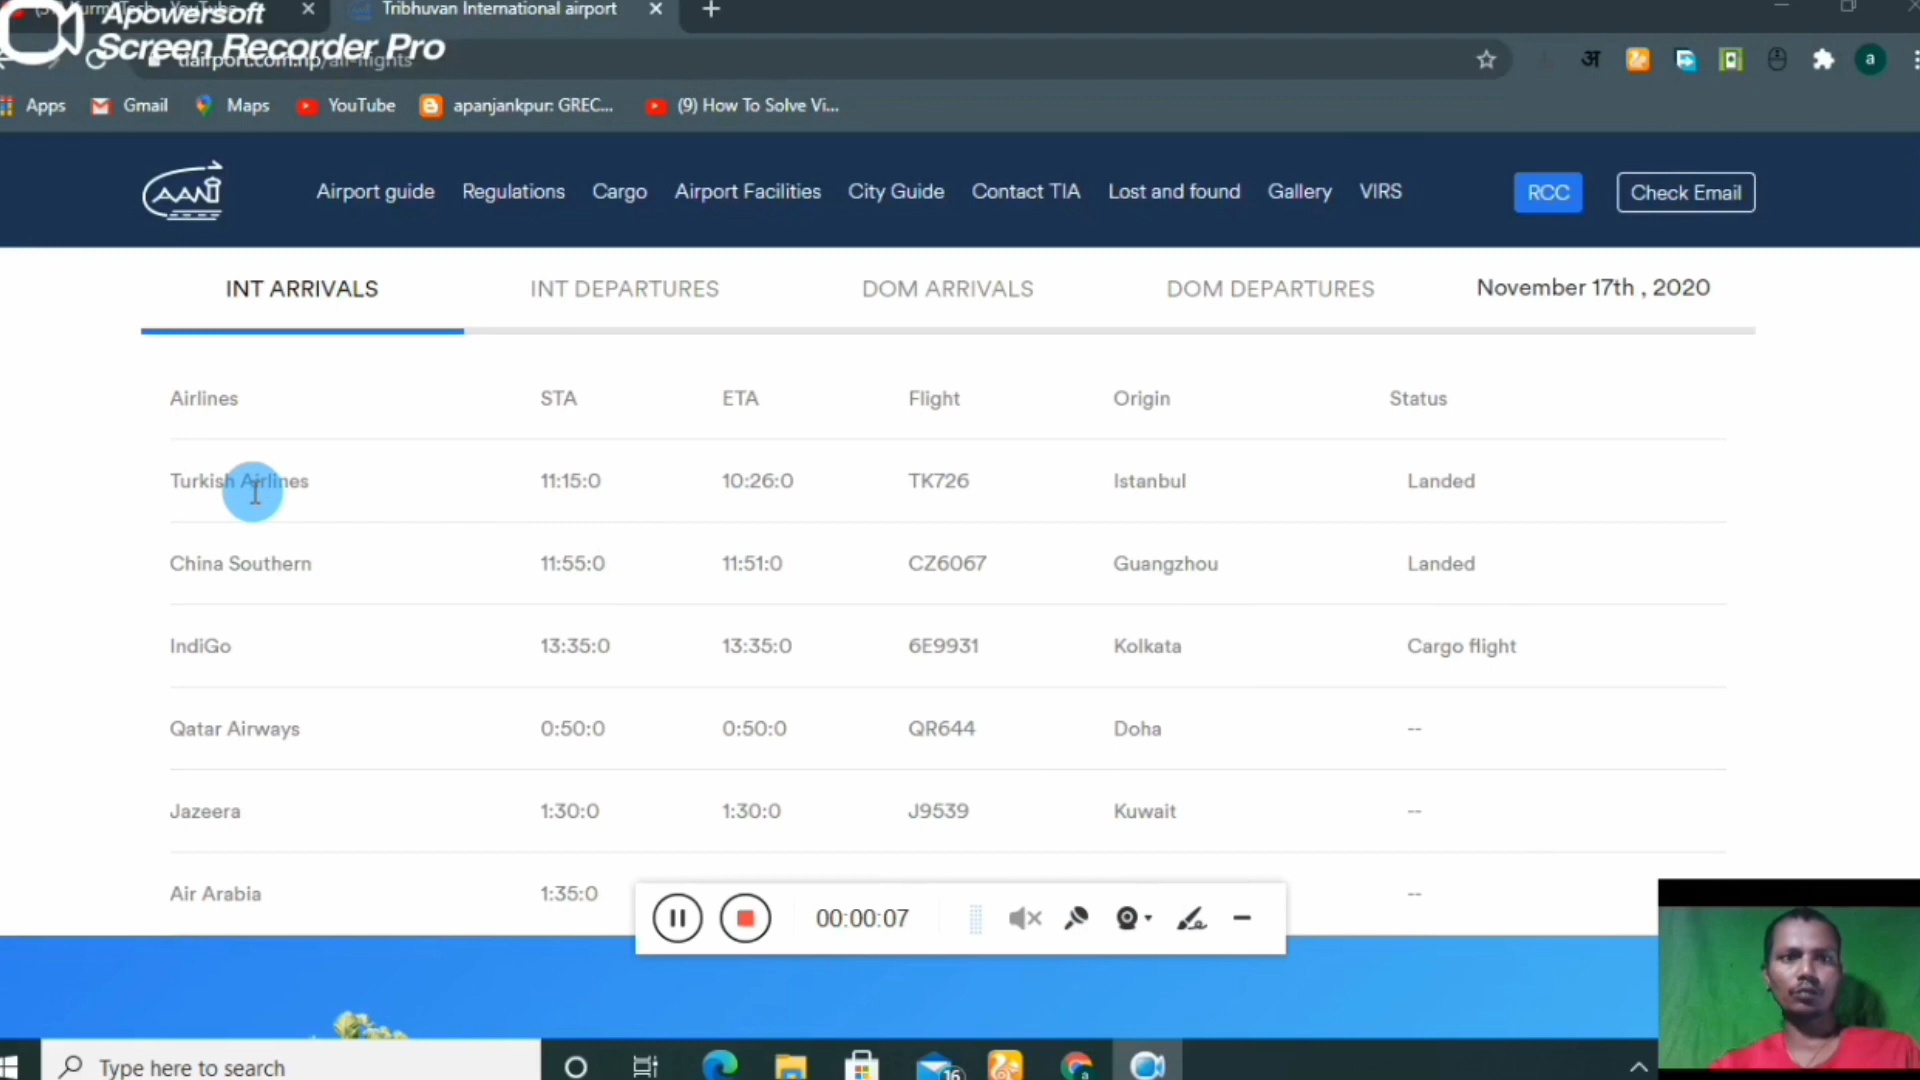 Apowersoft
Screen Recorder Pro
Tribhuvan International airport
tiairport.com.np/all-flights
Apps Gmail Maps YouTube apanjankpur: GREC... (9) How To Solve Vi...
Airport guide Regulations Cargo Airport Facilities City Guide Contact TIA Lost and found Gallery VIRS RCC Check Email
INT ARRIVALS INT DEPARTURES DOM ARRIVALS DOM DEPARTURES November 17th , 2020
Airlines STA ETA Flight Origin Status
Turkish Airlines 11:15:0 10:26:0 TK726 Istanbul Landed
China Southern 11:55:0 11:51:0 CZ6067 Guangzhou Landed
IndiGo 13:35:0 13:35:0 6E9931 Kolkata Cargo flight
Qatar Airways 0:50:0 0:50:0 QR644 Doha --
Jazeera 1:30:0 1:30:0 J9539 Kuwait --
Air Arabia 1:35:0 --
00:00:07
Type here to search
16